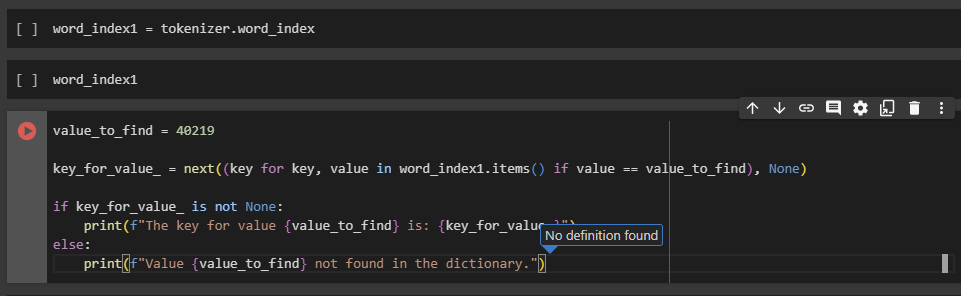 [ ] word_index1 = tokenizer.word_index
[ ] word_index1
value_to_find = 40219
key_for_value_ = next((key for key, value in word_index1.items() if value == value_to_find), None)
if key_for_value_ is not None:
    print(f"The key for value {value_to_find} is: {key_for_value_}")
No definition found
else:
    print(f"Value {value_to_find} not found in the dictionary.")